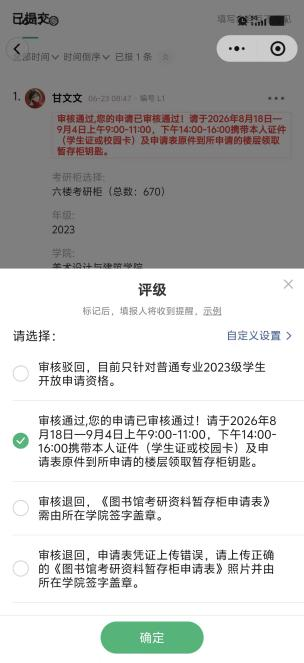 已提交
填写
部时间 时间倒序 已报 1 条
1. 甘文文 06-23 08:47 · 编号 L1
审核通过,您的申请已审核通过！请于2026年8月18日—
9月4日上午9:00-11:00，下午14:00-16:00携带本人证件
（学生证或校园卡）及申请表原件到所申请的楼层领取
暂存柜钥匙。
考研柜选择:
六楼考研柜（总数：670）
年级:
2023
学院:
美术设计与建筑学院
评级
标记后，填报人将收到提醒，示例
请选择：
自定义设置
审核驳回，目前只针对普通专业2023级学生
开放申请资格。
审核通过,您的申请已审核通过！请于2026年8
月18日—9月4日上午9:00-11:00，下午14:00-
16:00携带本人证件（学生证或校园卡）及申
请表原件到所申请的楼层领取暂存柜钥匙。
审核退回，《图书馆考研资料暂存柜申请表》
需由所在学院签字盖章。
审核退回，申请表凭证上传错误，请上传正确
的《图书馆考研资料暂存柜申请表》照片并由
所在学院签字盖章。
确定